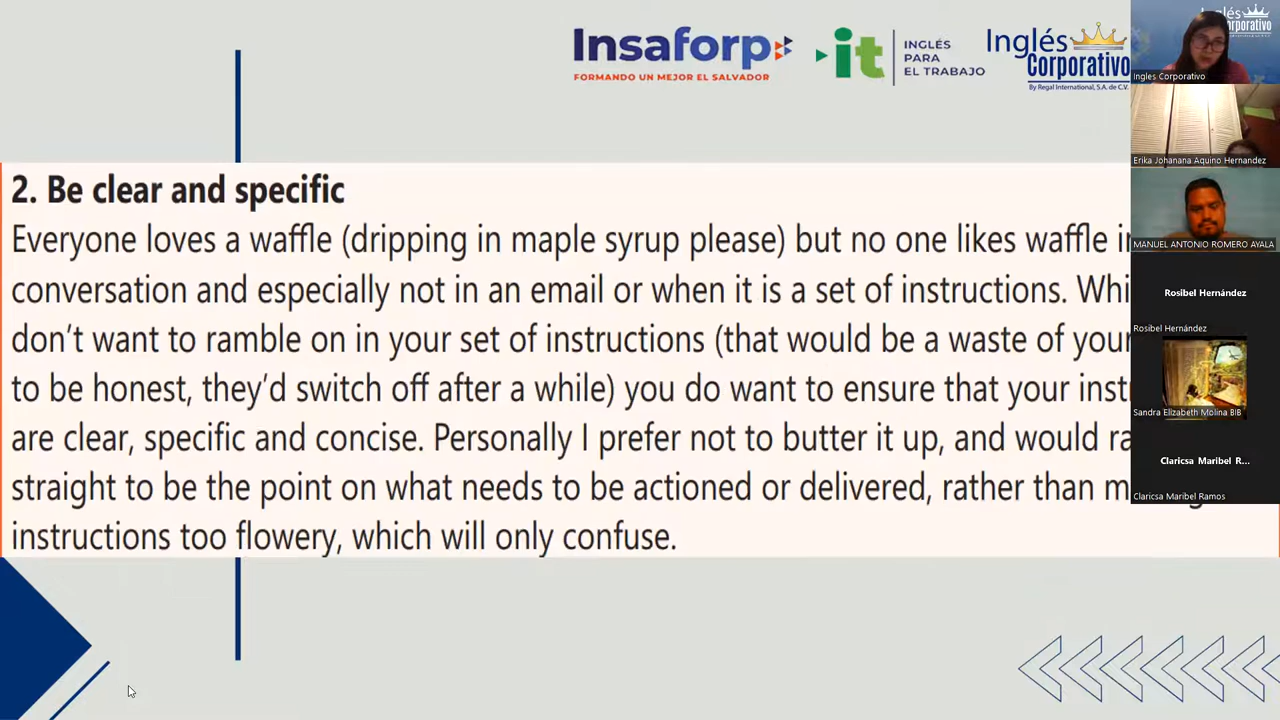 Insaforp
FORMANDO UN MEJOR EL SALVADOR
it
INGLÉS
PARA
EL TRABAJO
Inglés
Corporativo
By Regal International, S.A. de C.V.
2. Be clear and specific
Everyone loves a waffle (dripping in maple syrup please) but no one likes waffle
conversation and especially not in an email or when it is a set of instructions.
don't want to ramble on in your set of instructions (that would be a waste of your
to be honest, they'd switch off after a while) you do want to ensure that your
are clear, specific and concise. Personally I prefer not to butter it up, and would
straight to be the point on what needs to be actioned or delivered, rather than
instructions too flowery, which will only confuse.
Inglés
Corporativo
Ingles Corporativo
Erika Johanana Aquino Hernandez
MANUEL ANTONIO ROMERO AYALA
Rosibel Hernández
Rosibel Hernández
Sandra Elizabeth Molina BIB
Claricsa Maribel R...
Claricsa Maribel Ramos